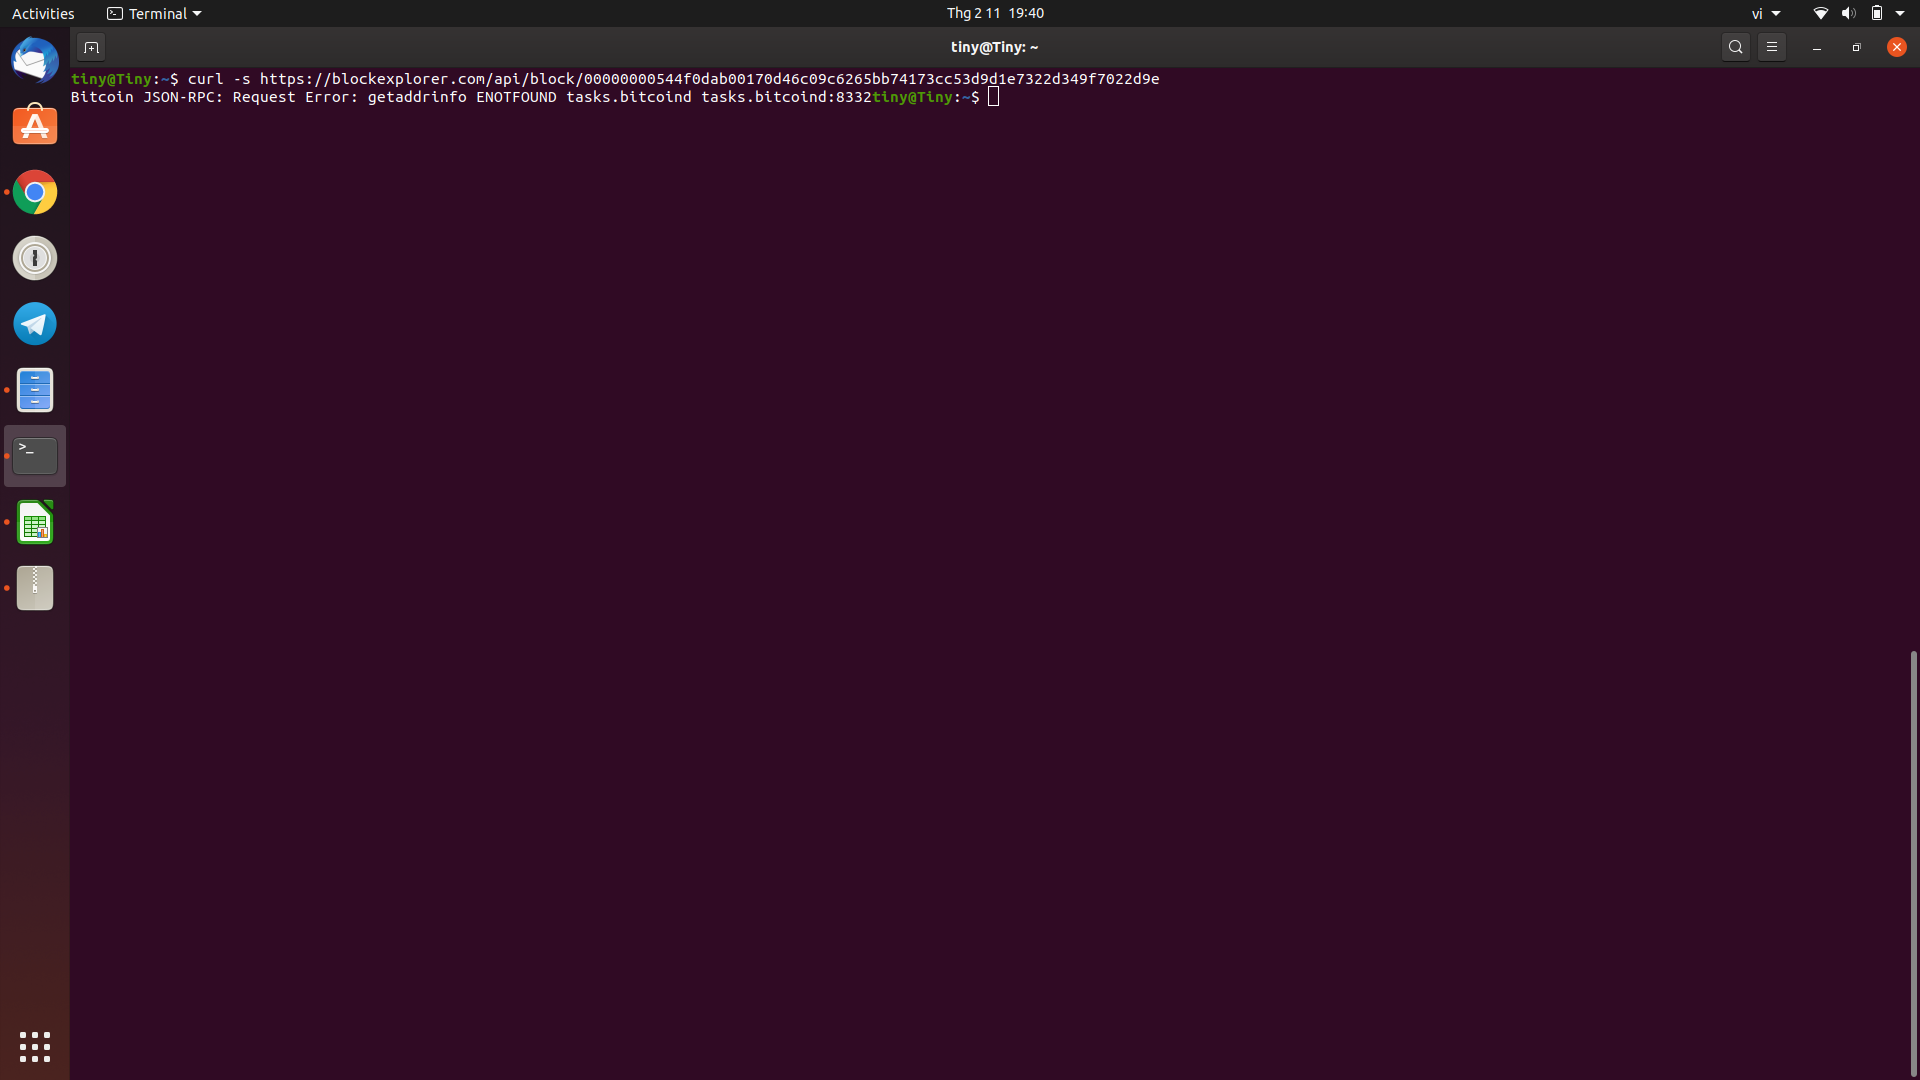 Activities
Terminal
Thg 2 11 19:40
vi
tiny@Tiny: ~
tiny@Tiny:~$ curl -s https://blockexplorer.com/api/block/00000000544f0dab00170d46c09c6265bb74173cc53d9d1e7322d349f7022d9e
Bitcoin JSON-RPC: Request Error: getaddrinfo ENOTFOUND tasks.bitcoind tasks.bitcoind:8332tiny@Tiny:~$
>_